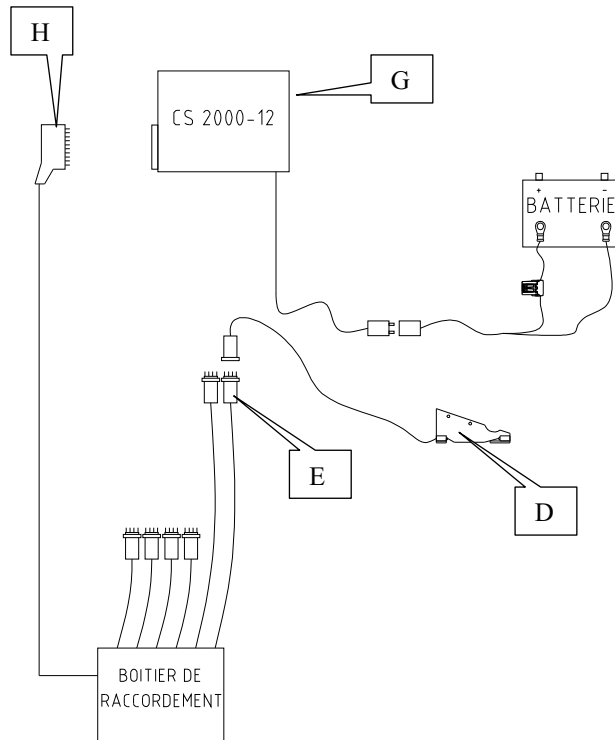 H
G
CS 2000-12
+ -
BATTERIE
E
D
BOITIER DE
RACCORDEMENT